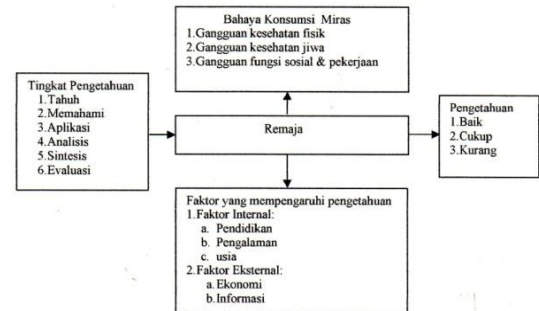 Bahaya Konsumsi Miras
1.Gangguan kesehatan fisik
2.Gangguan kesehatan jiwa
3.Gangguan fungsi sosial & pekerjaan
Tingkat Pengetahuan
1.Tahuh
2.Memahami
3.Aplikasi
4.Analisis
5.Sintesis
6.Evaluasi
Remaja
Pengetahuan
1.Baik
2.Cukup
3.Kurang
Faktor yang mempengaruhi pengetahuan
1.Faktor Internal:
a. Pendidikan
b. Pengalaman
c. usia
2.Faktor Eksternal:
a.Ekonomi
b.Informasi